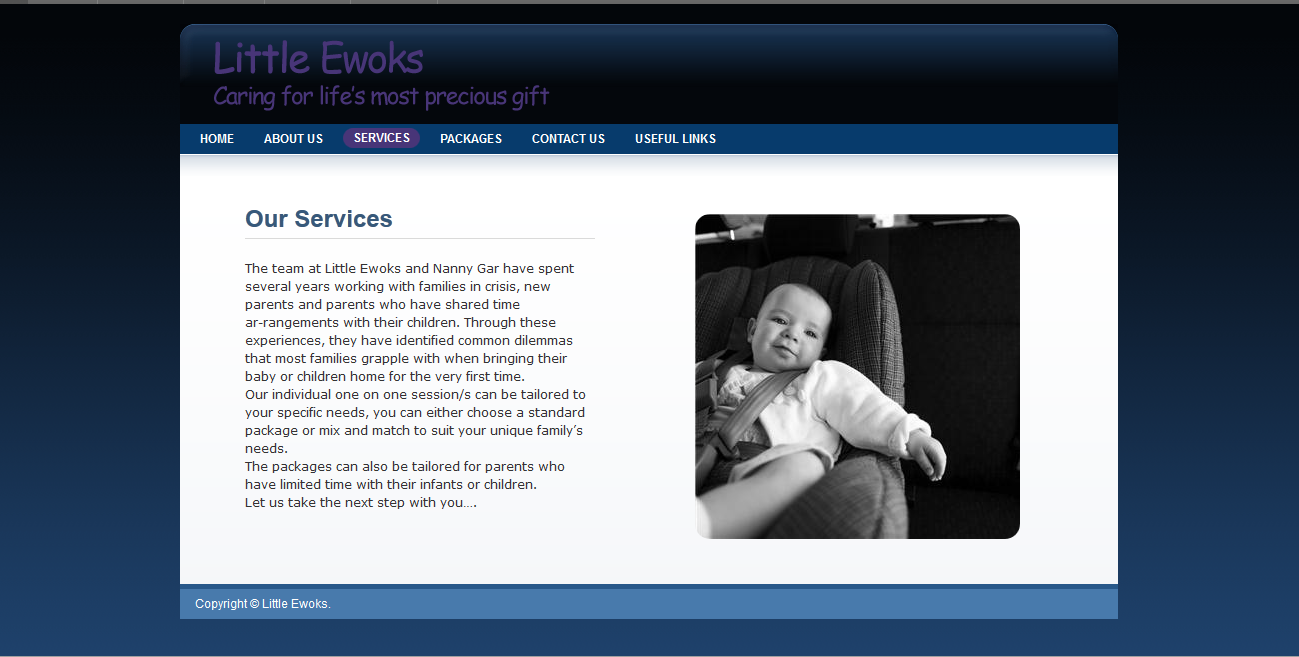 Little Ewoks
Caring for life's most precious gift
HOME ABOUT US SERVICES PACKAGES CONTACT US USEFUL LINKS
Our Services
The team at Little Ewoks and Nanny Gar have spent
several years working with families in crisis, new
parents and parents who have shared time
ar-rangements with their children. Through these
experiences, they have identified common dilemmas
that most families grapple with when bringing their
baby or children home for the very first time.
Our individual one on one session/s can be tailored to
your specific needs, you can either choose a standard
package or mix and match to suit your unique family’s
needs.
The packages can also be tailored for parents who
have limited time with their infants or children.
Let us take the next step with you….
Copyright © Little Ewoks.